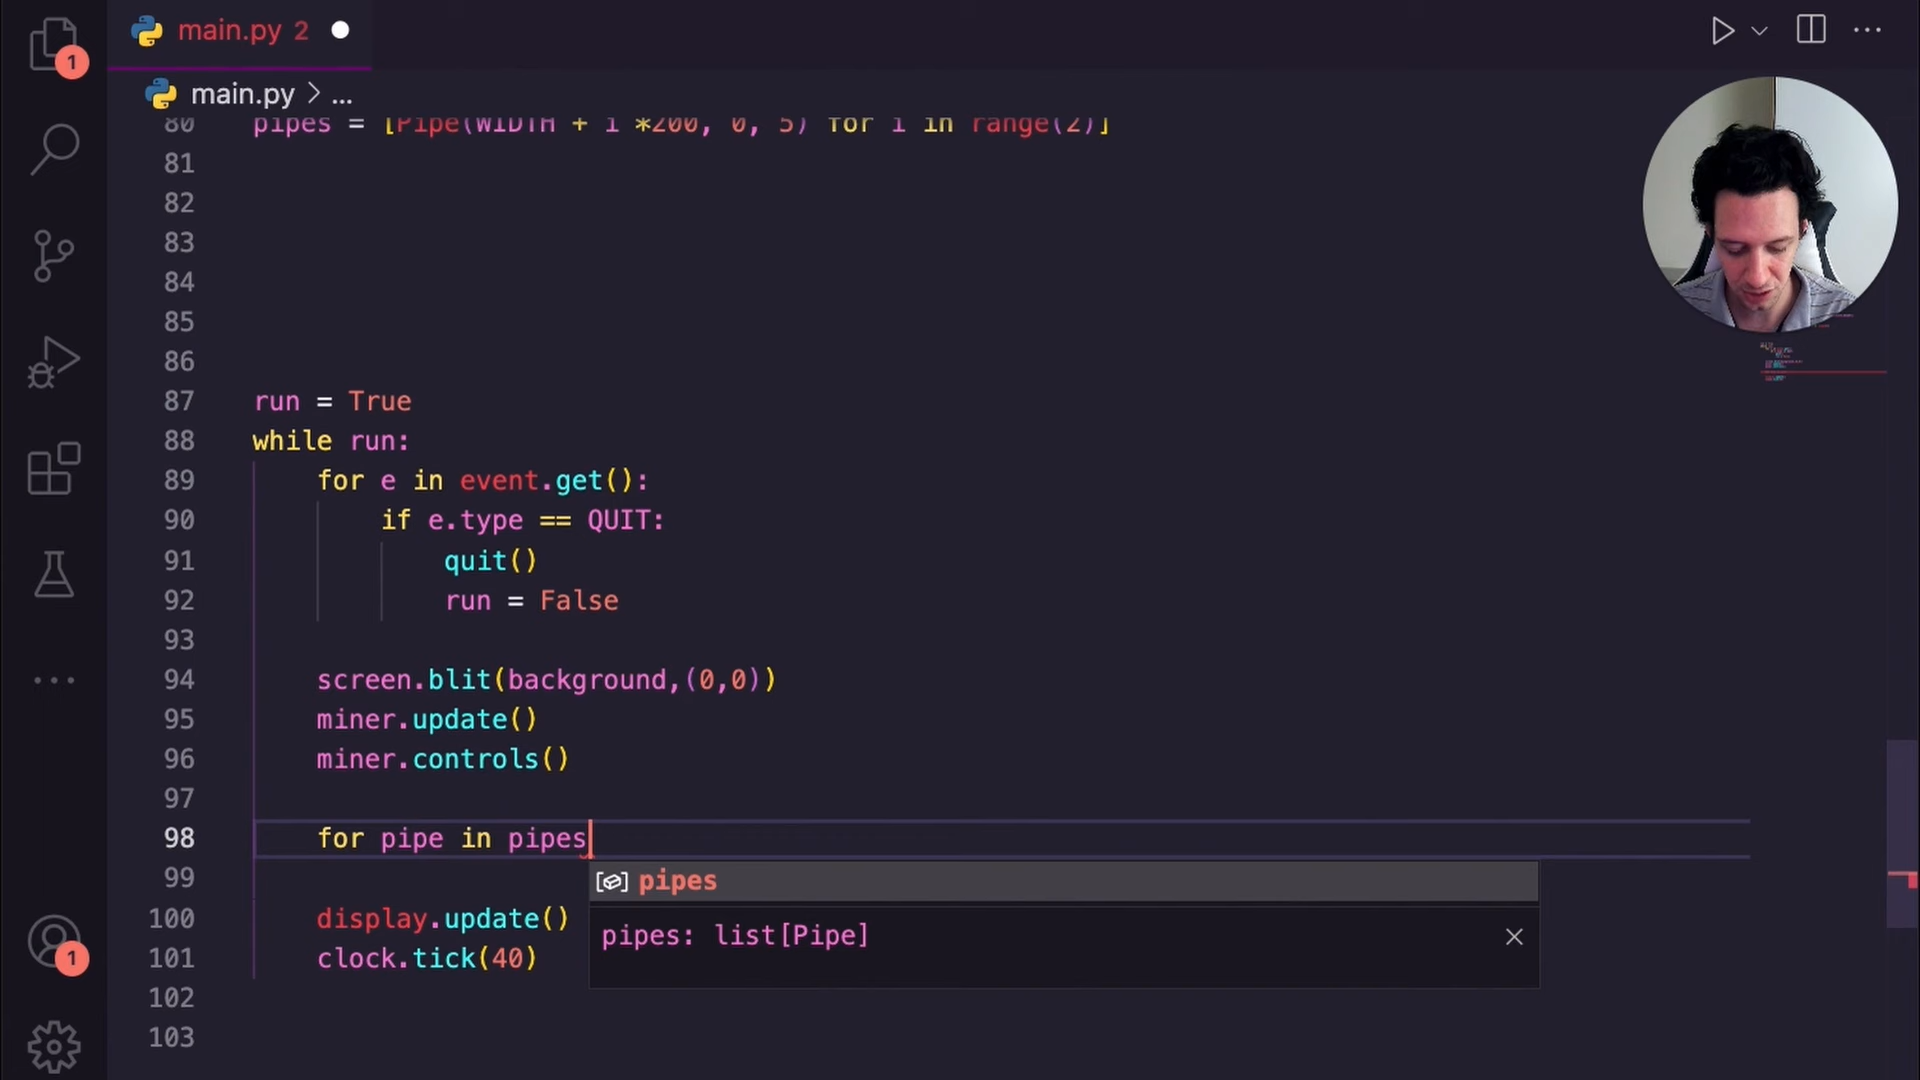 1
main.py 2
main.py > ...
80 pipes = [Pipe(WIDTH + i *200, 0, 5) for i in range(2)]
81
82
83
84
85
86
87 run = True
88 while run:
89 for e in event.get():
90 if e.type == QUIT:
91 quit()
92 run = False
93
94 screen.blit(background,(0,0))
95 miner.update()
96 miner.controls()
97
98 for pipe in pipes
99
pipes
100 display.update()
pipes: list[Pipe]
101 clock.tick(40)
1
102
103